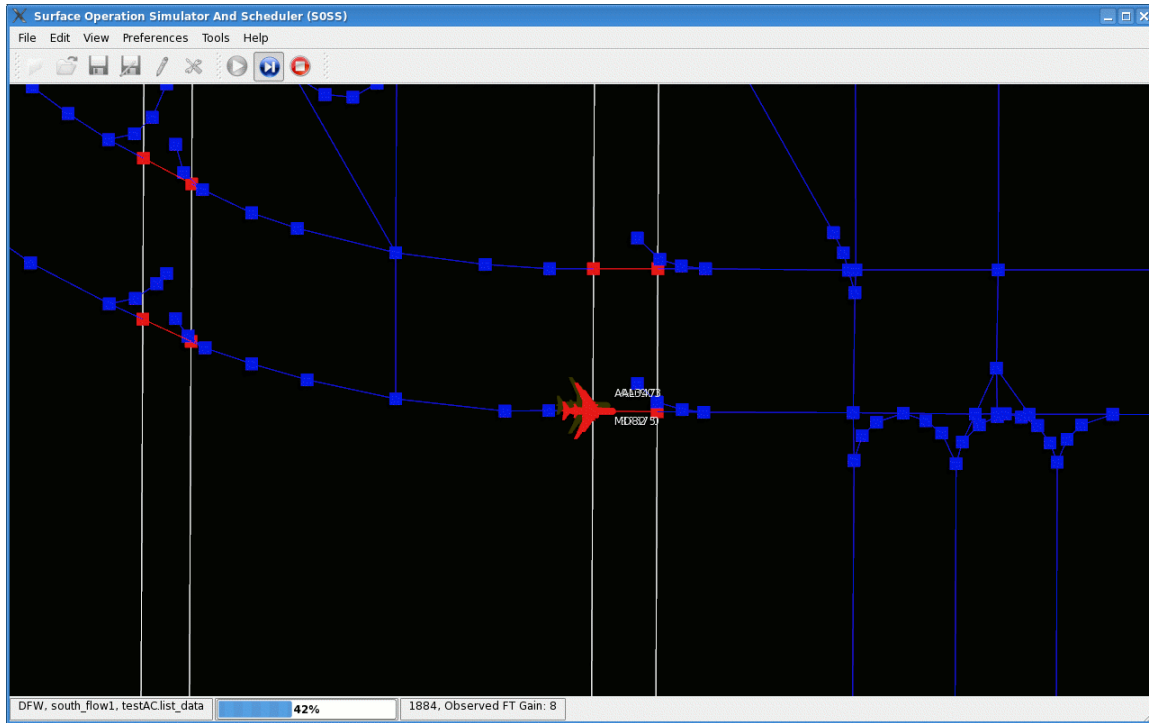 Surface Operation Simulator And Scheduler (SOSS)
File Edit View Preferences Tools Help
DFW, south_flow1, testAC.list_data
42%
1884, Observed FT Gain: 8